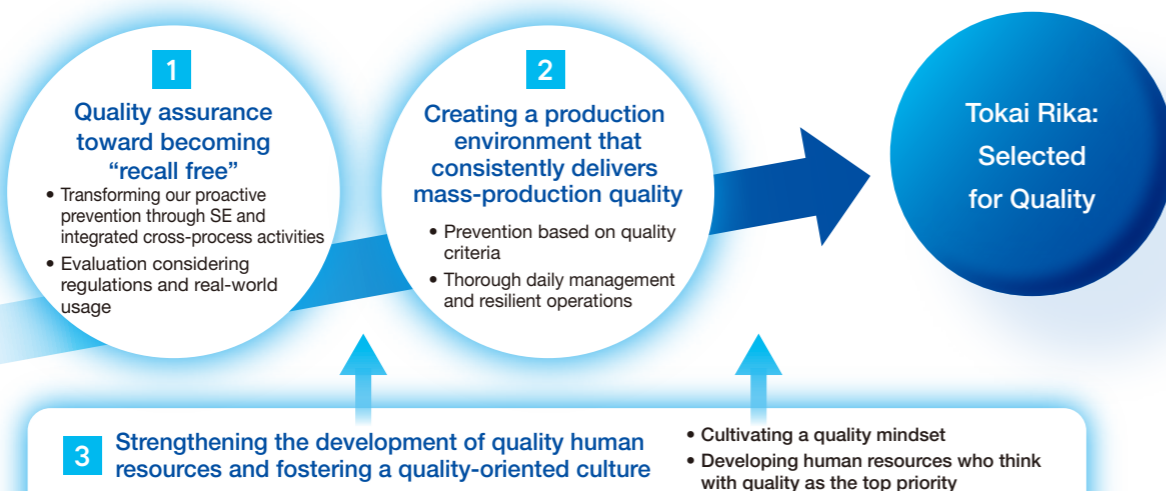 1
Quality assurance
toward becoming
“recall free”
• Transforming our proactive
prevention through SE and
integrated cross-process activities
• Evaluation considering
regulations and real-world
usage
2
Creating a production
environment that
consistently delivers
mass-production quality
• Prevention based on quality
criteria
• Thorough daily management
and resilient operations
Tokai Rika:
Selected
for Quality
3
Strengthening the development of quality human
resources and fostering a quality-oriented culture
• Cultivating a quality mindset
• Developing human resources who think
with quality as the top priority